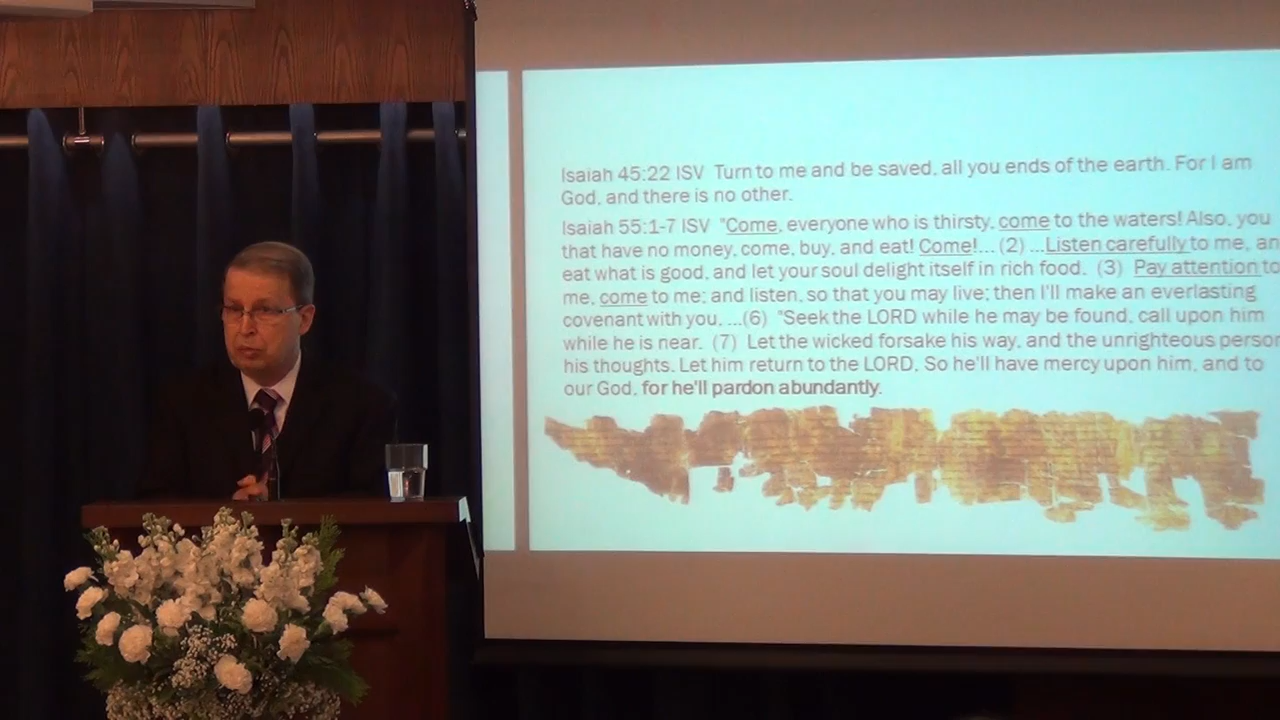 Isaiah 45:22 ISV Turn to me and be saved, all you ends of the earth. For I am
God, and there is no other.
Isaiah 55:1-7 ISV "Come, everyone who is thirsty, come to the waters! Also, you
that have no money, come, buy, and eat! Come!... (2) ...Listen carefully to me, an
eat what is good, and let your soul delight itself in rich food. (3) Pay attention to
me, come to me; and listen, so that you may live; then I'll make an everlasting
covenant with you, ...(6) "Seek the LORD while he may be found, call upon him
while he is near. (7) Let the wicked forsake his way, and the unrighteous person
his thoughts. Let him return to the LORD, So he'll have mercy upon him, and to
our God, for he'll pardon abundantly.